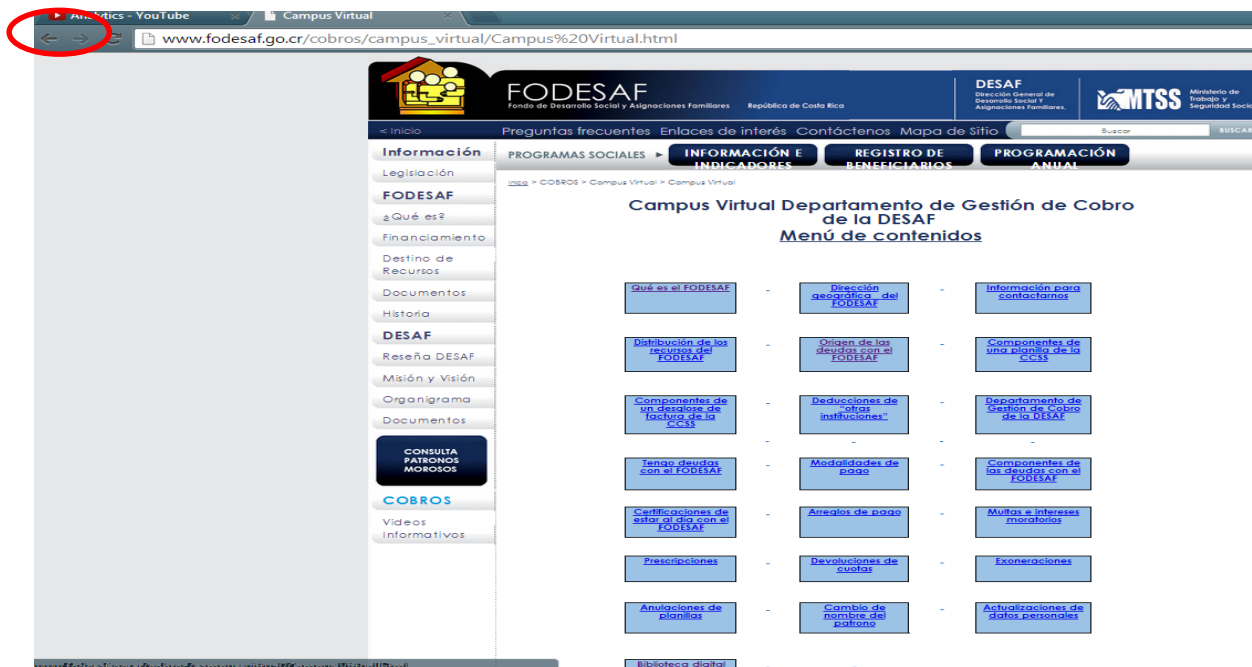 Analytics - YouTube
Campus Virtual
www.fodesaf.go.cr/cobros/campus_virtual/Campus%20Virtual.html
FODESAF
Fondo de Desarrollo Social y Asignaciones Familiares República de Costa Rica
DESAF
Dirección General de
Desarrollo Social Y
Asignaciones Familiares.
MTSS
Ministerio de
Trabajo y
Seguridad Socia
< Inicio
Preguntas frecuentes Enlaces de interés Contáctenos Mapa de Sitio
Buscar
BUSCAR
Información
Legislación
FODESAF
¿Qué es?
Financiamiento
Destino de
Recursos
Documentos
Historia
DESAF
Reseña DESAF
Misión y Visión
Organigrama
Documentos
CONSULTA
PATRONOS
MOROSOS
COBROS
Videos
Informativos
PROGRAMAS SOCIALES ►
INFORMACIÓN E
INDICADORES
REGISTRO DE
BENEFICIARIOS
PROGRAMACIÓN
ANUAL
Inicio > COBROS > Campus Virtual > Campus Virtual
Campus Virtual Departamento de Gestión de Cobro
de la DESAF
Menú de contenidos
Qué es el FODESAF
Dirección
geográfica del
FODESAF
Información para
contactarnos
Distribución de los
recursos del
FODESAF
Origen de las
deudas con el
FODESAF
Componentes de
una planilla de la
CCSS
Componentes de
un desglose de
factura de la
CCSS
Deducciones de
"otras
instituciones"
Departamento de
Gestión de Cobro
de la DESAF
Tengo deudas
con el FODESAF
Modalidades de
pago
Componentes de
las deudas con el
FODESAF
Certificaciones de
estar al día con el
FODESAF
Arreglos de pago
Multas e intereses
moratorios
Prescripciones
Devoluciones de
cuotas
Exoneraciones
Anulaciones de
planillas
Cambio de
nombre del
patrono
Actualizaciones de
datos personales
Biblioteca digital